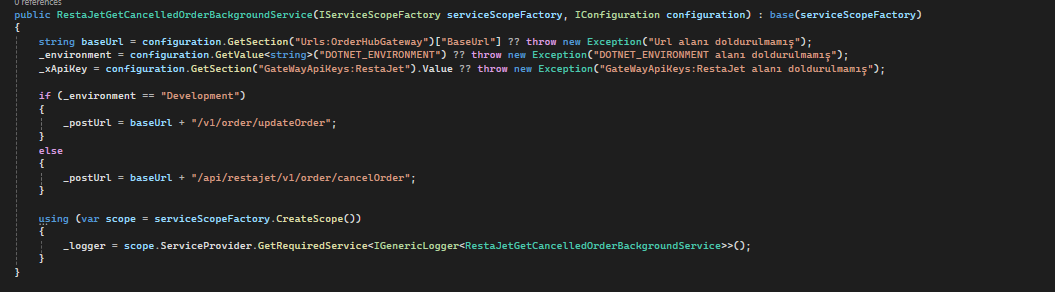 0 references
public RestaJetGetCancelledOrderBackgroundService(IServiceScopeFactory serviceScopeFactory, IConfiguration configuration) : base(serviceScopeFactory)
{
string baseUrl = configuration.GetSection("Urls:OrderHubGateway")["BaseUrl"] ?? throw new Exception("Url alanı doldurulmamış");
_environment = configuration.GetValue<string>("DOTNET_ENVIRONMENT") ?? throw new Exception("DOTNET_ENVIRONMENT alanı doldurulmamış");
_xApiKey = configuration.GetSection("GateWayApiKeys:RestaJet").Value ?? throw new Exception("GateWayApiKeys:RestaJet alanı doldurulmamış");
if (_environment == "Development")
{
_postUrl = baseUrl + "/v1/order/updateOrder";
}
else
{
_postUrl = baseUrl + "/api/restajet/v1/order/cancelOrder";
}
using (var scope = serviceScopeFactory.CreateScope())
{
_logger = scope.ServiceProvider.GetRequiredService<IGenericLogger<RestaJetGetCancelledOrderBackgroundService>>();
}
}